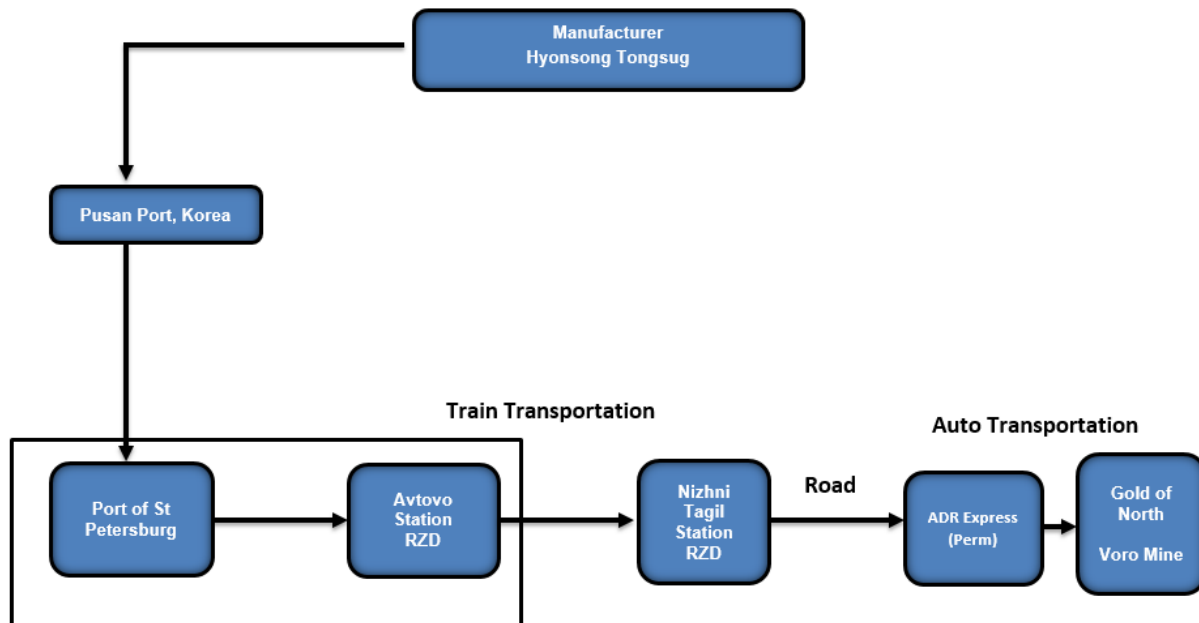 Manufacturer
Hyonsong Tongsug
Pusan Port, Korea
Train Transportation
Auto Transportation
Port of St
Petersburg
Avtovo
Station
RZD
Nizhni
Tagil
Station
RZD
Road
ADR Express
(Perm)
Gold of
North
Voro Mine